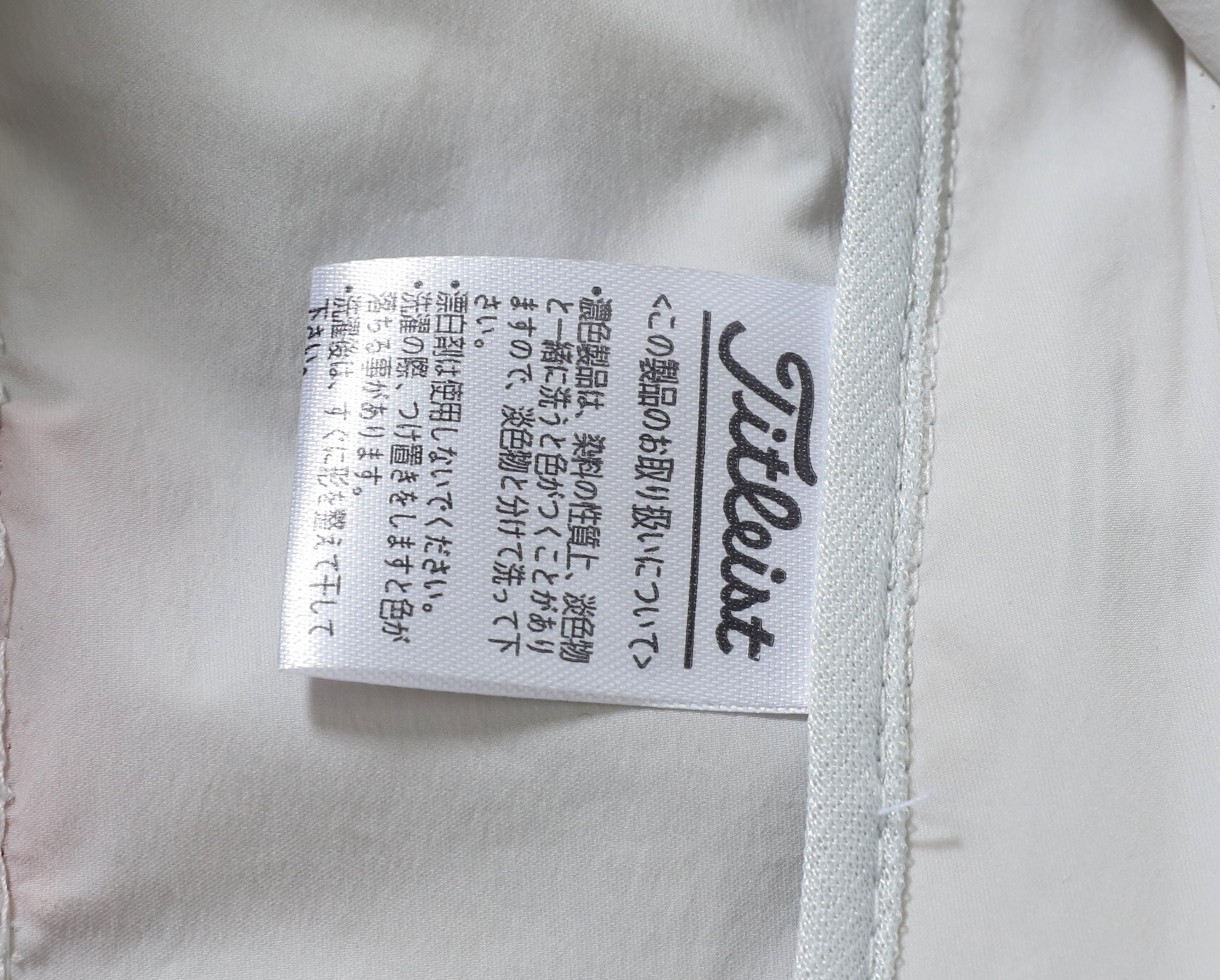 Titleist
<この製品のお取り扱いについて>
・濃色製品は、染料の性質上、淡色物
と一緒に洗うと色がつくことがあり
ますので、淡色物と分けて洗って下
さい。
・漂白剤は使用しないでください。
・洗濯の際、つけ置きをしますと色が
落ちる事があります。
・洗濯後は、すぐに形を整えて干して
下さい。